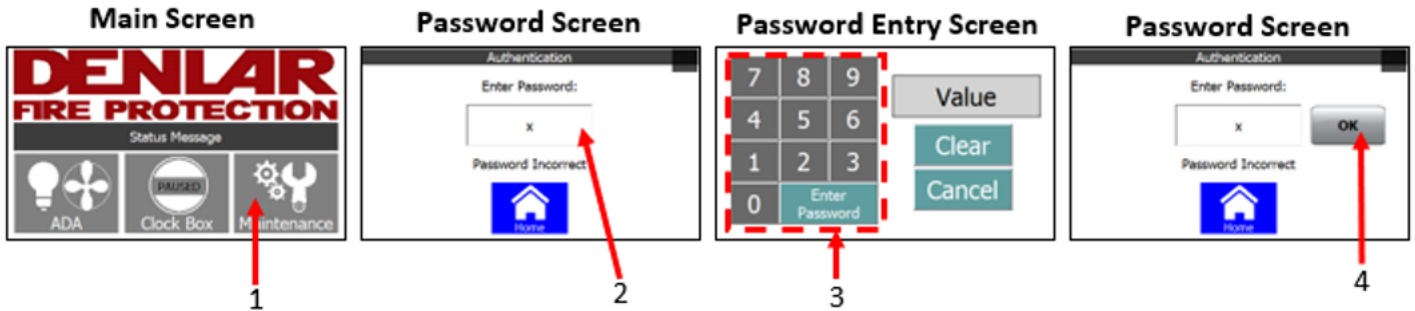 Main Screen
DENLAR
FIRE PROTECTION
Status Message
ADA
PAUSED
Clock Box
Maintenance
1
Password Screen
Authentication
Enter Password:
x
Password Incorrect
Home
2
Password Entry Screen
7 8 9
4 5 6
1 2 3
0 Enter
Password
Value
Clear
Cancel
3
Password Screen
Authentication
Enter Password:
x
OK
Password Incorrect
Home
4